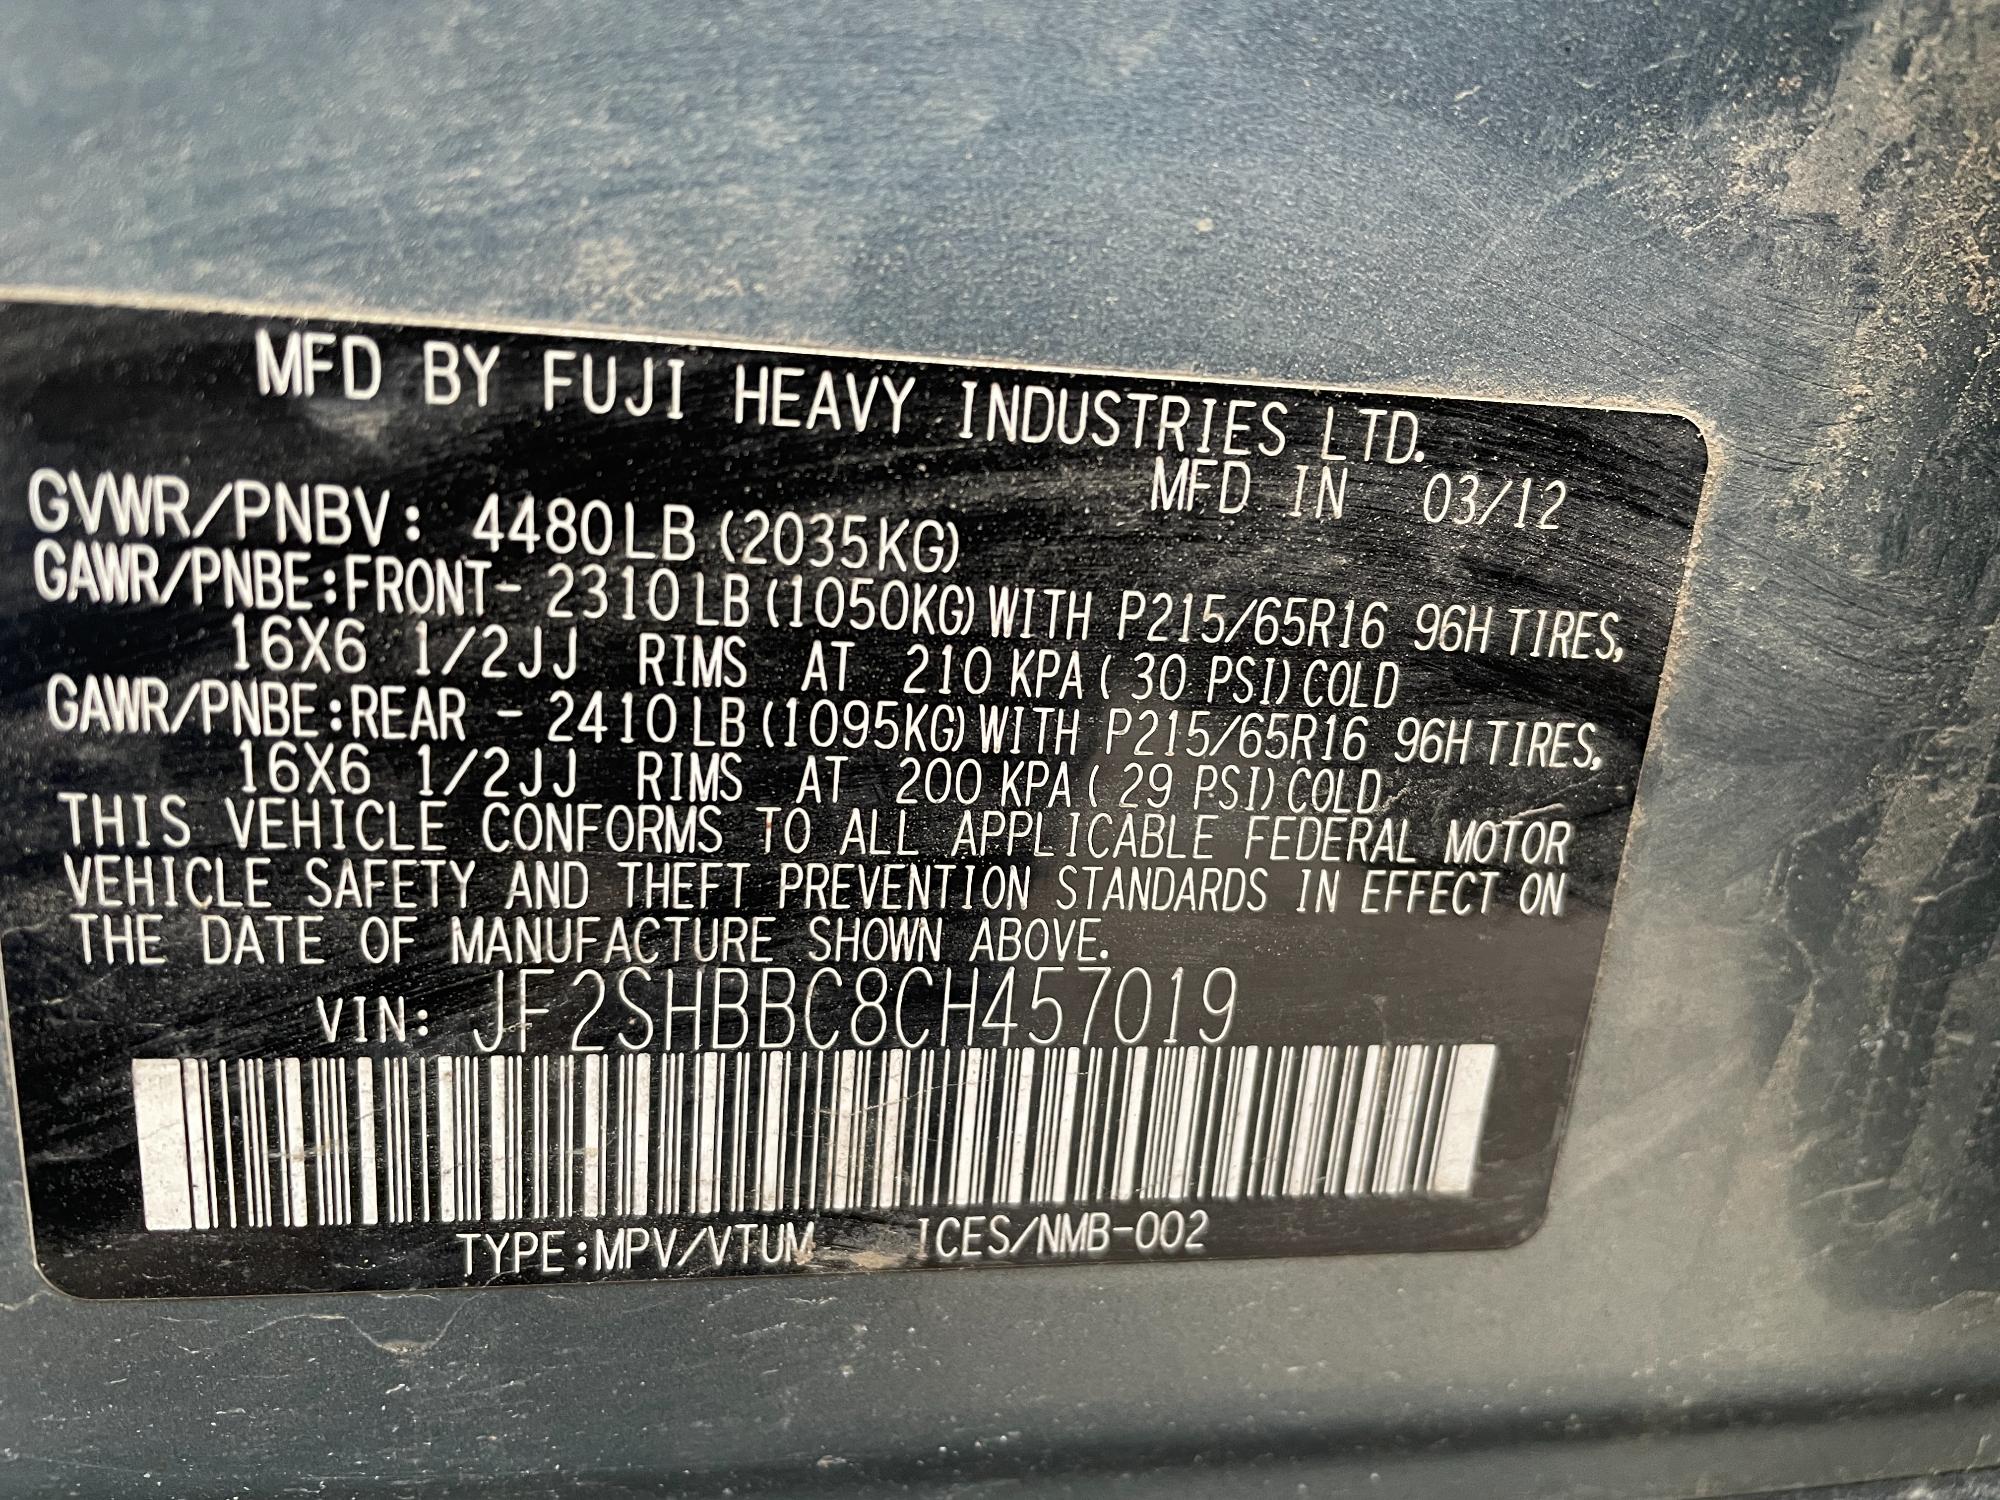 MFD BY FUJI HEAVY INDUSTRIES LTD.
MFD IN 03/12
GVWR/PNBV: 4480LB (2035KG)
GAWR/PNBE:FRONT- 2310LB(1050KG)WITH P215/65R16 96H TIRES,
16X6 1/2JJ RIMS AT 210 KPA( 30 PSI)COLD
GAWR/PNBE:REAR - 2410LB(1095KG)WITH P215/65R16 96H TIRES,
16X6 1/2JJ RIMS AT 200 KPA( 29 PSI)COLD
THIS VEHICLE CONFORMS TO ALL APPLICABLE FEDERAL MOTOR
VEHICLE SAFETY AND THEFT PREVENTION STANDARDS IN EFFECT ON
THE DATE OF MANUFACTURE SHOWN ABOVE.
VIN: JF2SHBBC8CH457019
TYPE:MPV/VTUM ICES/NMB-002